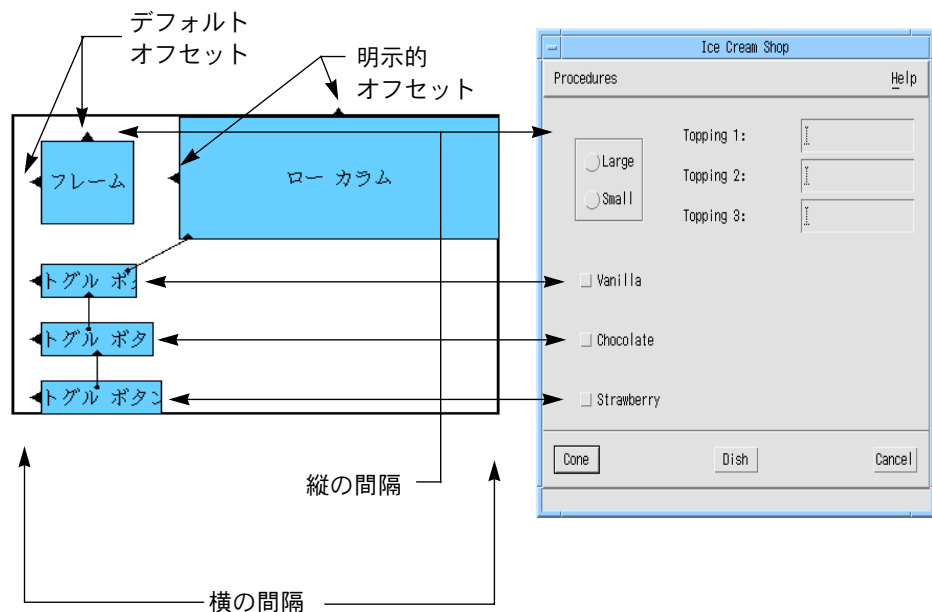 デフォルト
オフセット
明示的
オフセット
フレーム
ロー カラム
トグル ボタ
トグル ボタ
トグル ボタン
縦の間隔
横の間隔
Ice Cream Shop
Procedures
Help
Large
Small
Topping 1:
Topping 2:
Topping 3:
Vanilla
Chocolate
Strawberry
Cone
Dish
Cancel